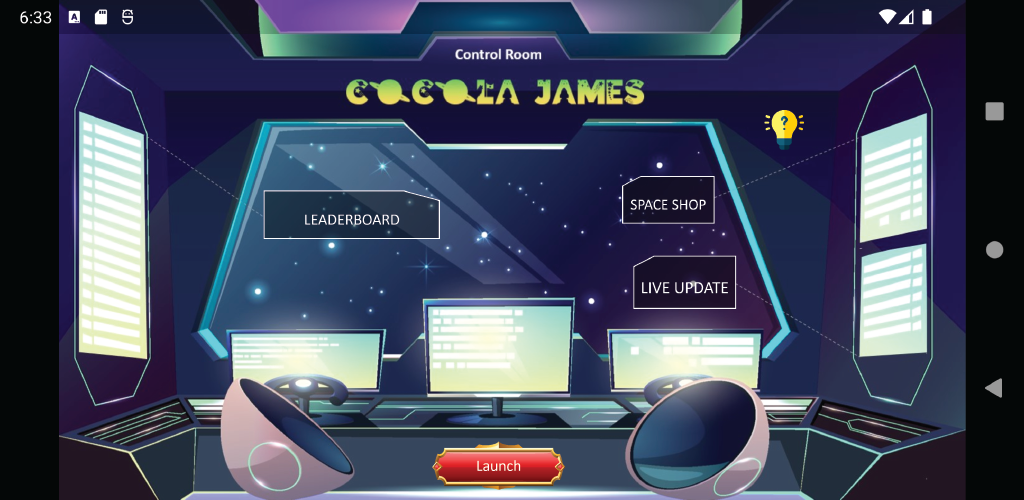 6:33
Control Room
COCOLA JAMES
LEADERBOARD
SPACE SHOP
LIVE UPDATE
Launch